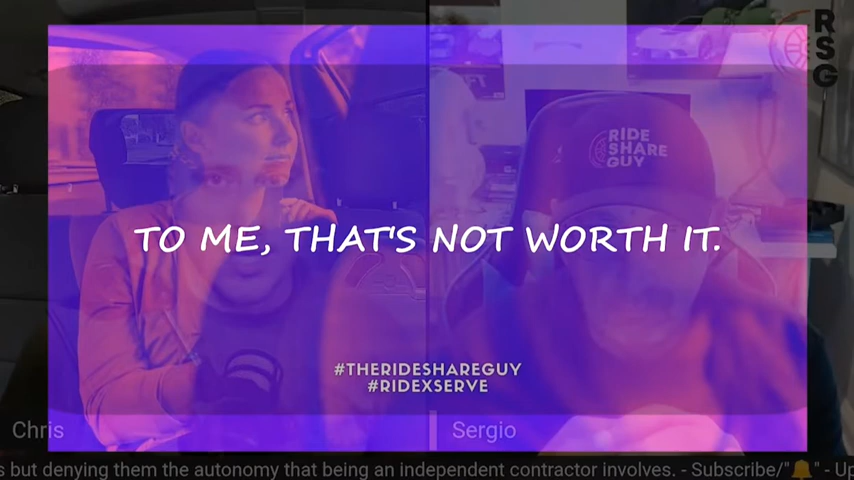 RSG
RIDE
SHARE
GUY
TO ME, THAT'S NOT WORTH IT.
#THERIDESHAREGUY
#RIDEXSERVE
Chris
Sergio
s but denying them the autonomy that being an independent contractor involves. - Subscribe/"🔔" - Up